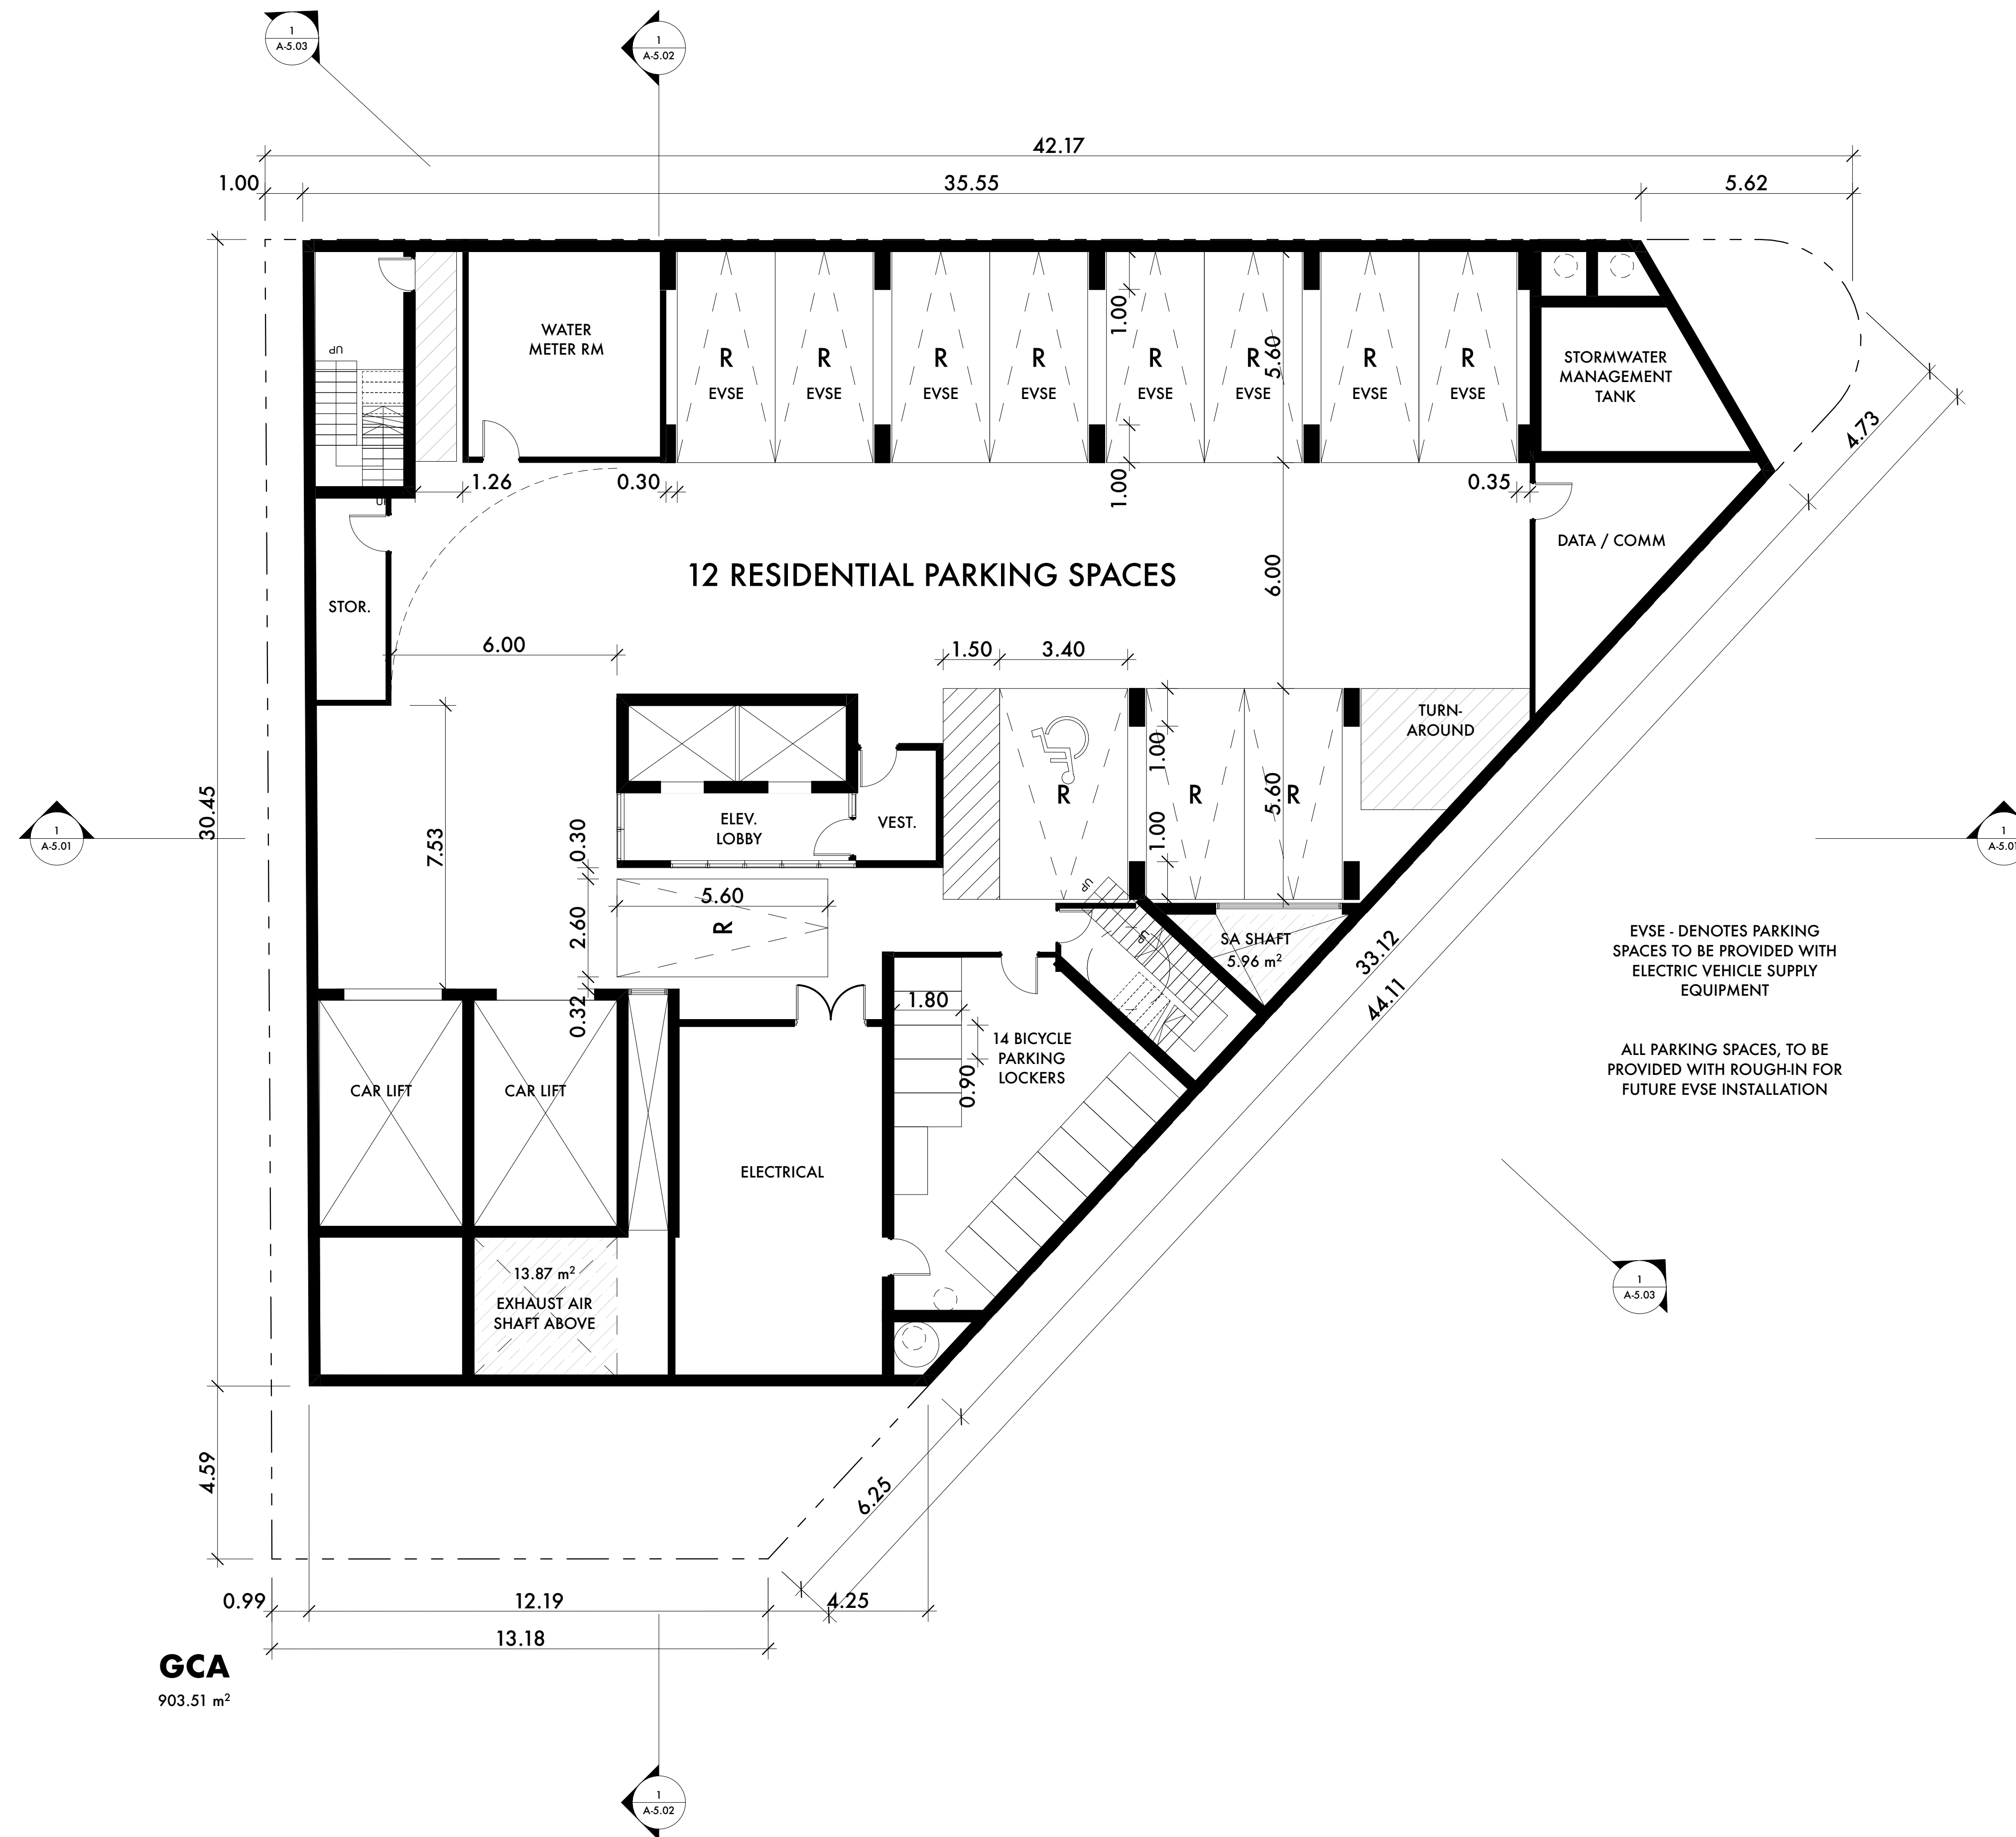 1
A-5.03
1
A-5.02
42.17
1.00
35.55
5.62
UP
WATER
METER RM
R
EVSE
R
EVSE
R
EVSE
R
EVSE
R
EVSE
R
EVSE
R
EVSE
R
EVSE
1.00
5.60
1.00
STORMWATER
MANAGEMENT
TANK
4.73
1.26
0.30
0.35
UP
DATA / COMM
12 RESIDENTIAL PARKING SPACES
6.00
STOR.
6.00
1.50
3.40
TURN-
AROUND
R
R
R
1.00
5.60
1.00
30.45
1
A-5.01
1
A-5.01
7.53
ELEV.
LOBBY
VEST.
0.30
5.60
R
2.60
0.32
UP
UP
SA SHAFT
5.96 m²
33.12
44.11
EVSE - DENOTES PARKING
SPACES TO BE PROVIDED WITH
ELECTRIC VEHICLE SUPPLY
EQUIPMENT
ALL PARKING SPACES, TO BE
PROVIDED WITH ROUGH-IN FOR
FUTURE EVSE INSTALLATION
1.80
0.90
14 BICYCLE
PARKING
LOCKERS
CAR LIFT
CAR LIFT
ELECTRICAL
13.87 m²
EXHAUST AIR
SHAFT ABOVE
1
A-5.03
4.59
6.25
0.99
12.19
4.25
13.18
GCA
903.51 m²
1
A-5.02